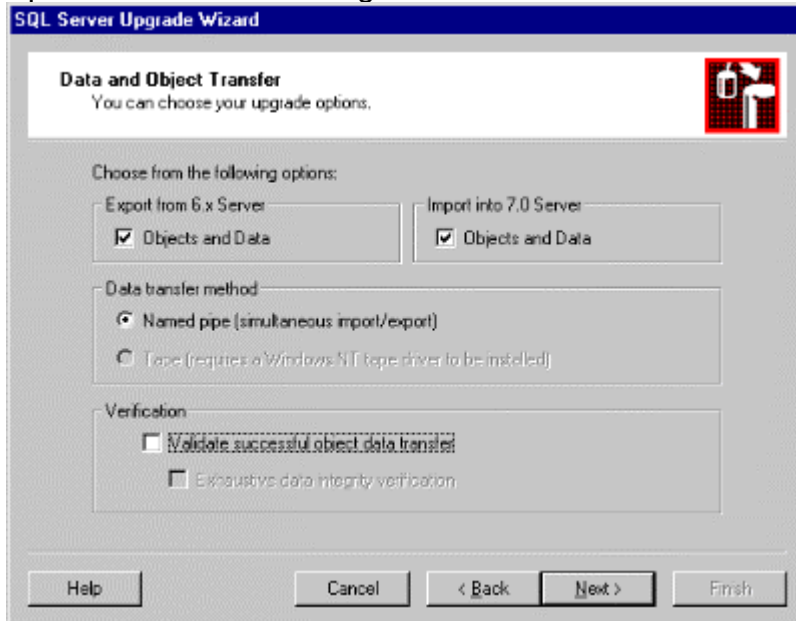 SQL Server Upgrade Wizard
Data and Object Transfer
You can choose your upgrade options.
Choose from the following options:
Export from 6.x Server
Import into 7.0 Server
Objects and Data
Objects and Data
Data transfer method
Named pipe (simultaneous import/export)
Tape (requires a Windows NT tape driver to be installed)
Verification
Validate successful object data transfer
Exhaustive data integrity verification
Help
Cancel
< Back
Next >
Finish